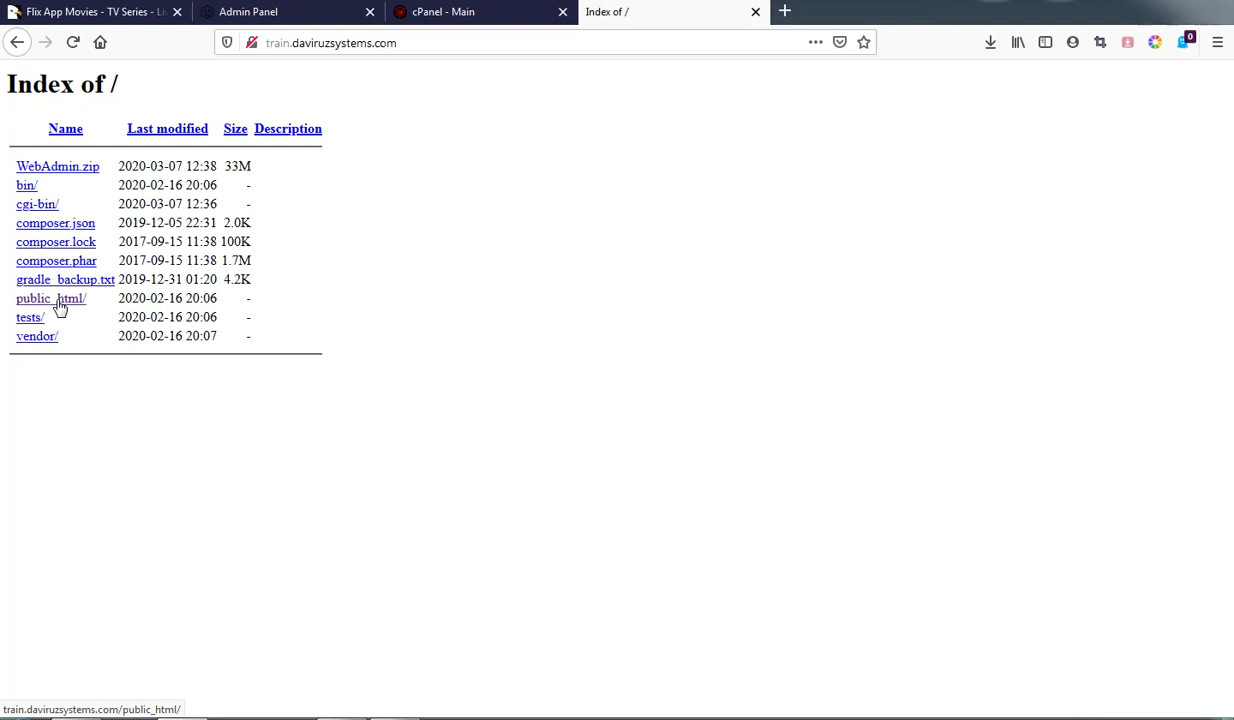 Flix App Movies - TV Series - Li
Admin Panel
cPanel - Main
Index of /
train.daviruzsystems.com
0
Index of /
Name Last modified Size Description
WebAdmin.zip 2020-03-07 12:38 33M
bin/ 2020-02-16 20:06 -
cgi-bin/ 2020-03-07 12:36 -
composer.json 2019-12-05 22:31 2.0K
composer.lock 2017-09-15 11:38 100K
composer.phar 2017-09-15 11:38 1.7M
gradle_backup.txt 2019-12-31 01:20 4.2K
public_html/ 2020-02-16 20:06 -
tests/ 2020-02-16 20:06 -
vendor/ 2020-02-16 20:07 -
train.daviruzsystems.com/public_html/